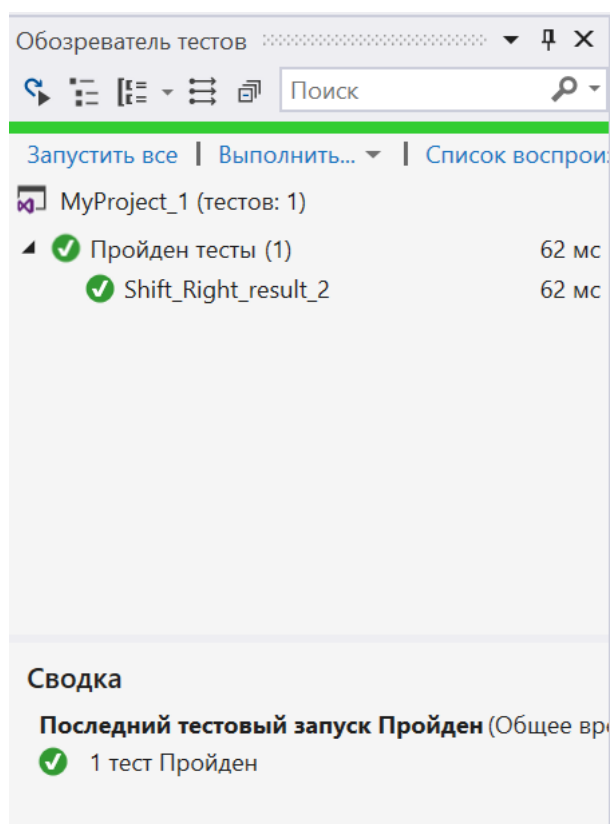 Обозреватель тестов
Поиск
Запустить все | Выполнить... | Список воспрои
MyProject_1 (тестов: 1)
Пройден тесты (1) 62 мс
Shift_Right_result_2 62 мс
Сводка
Последний тестовый запуск Пройден (Общее вр
1 тест Пройден